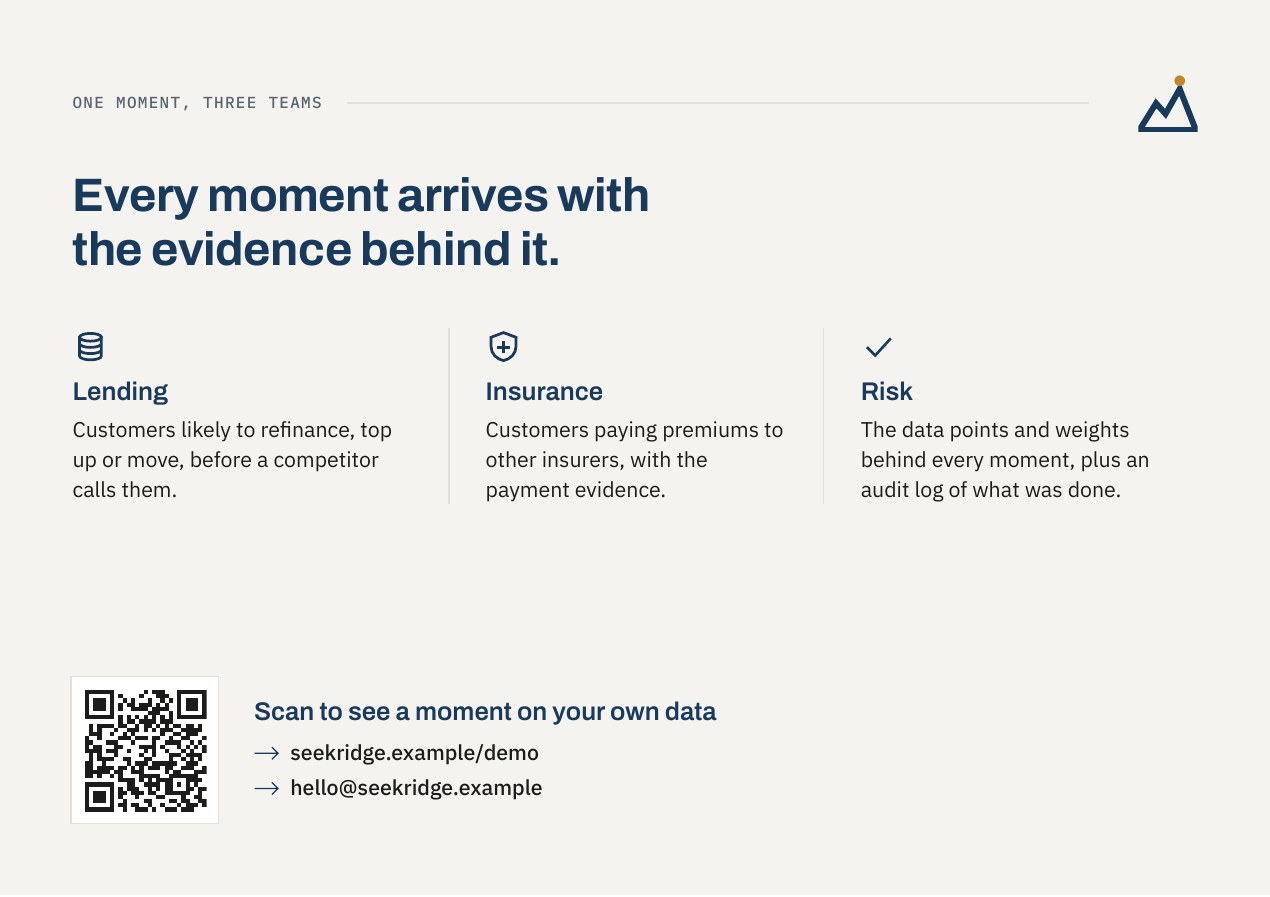 ONE MOMENT, THREE TEAMS
Every moment arrives with
the evidence behind it.
Lending
Customers likely to refinance, top
up or move, before a competitor
calls them.
Insurance
Customers paying premiums to
other insurers, with the
payment evidence.
Risk
The data points and weights
behind every moment, plus an
audit log of what was done.
Scan to see a moment on your own data
→ seekridge.example/demo
→ hello@seekridge.example